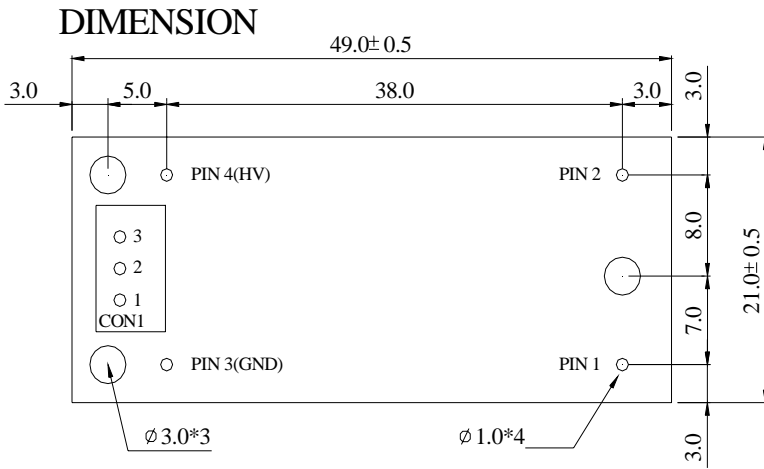 DIMENSION
49.0± 0.5
3.0
5.0
38.0
3.0
3.0
PIN 4(HV)
PIN 2
3
2
1
CON1
8.0
21.0± 0.5
7.0
PIN 3(GND)
PIN 1
∅ 3.0*3
∅ 1.0*4
3.0